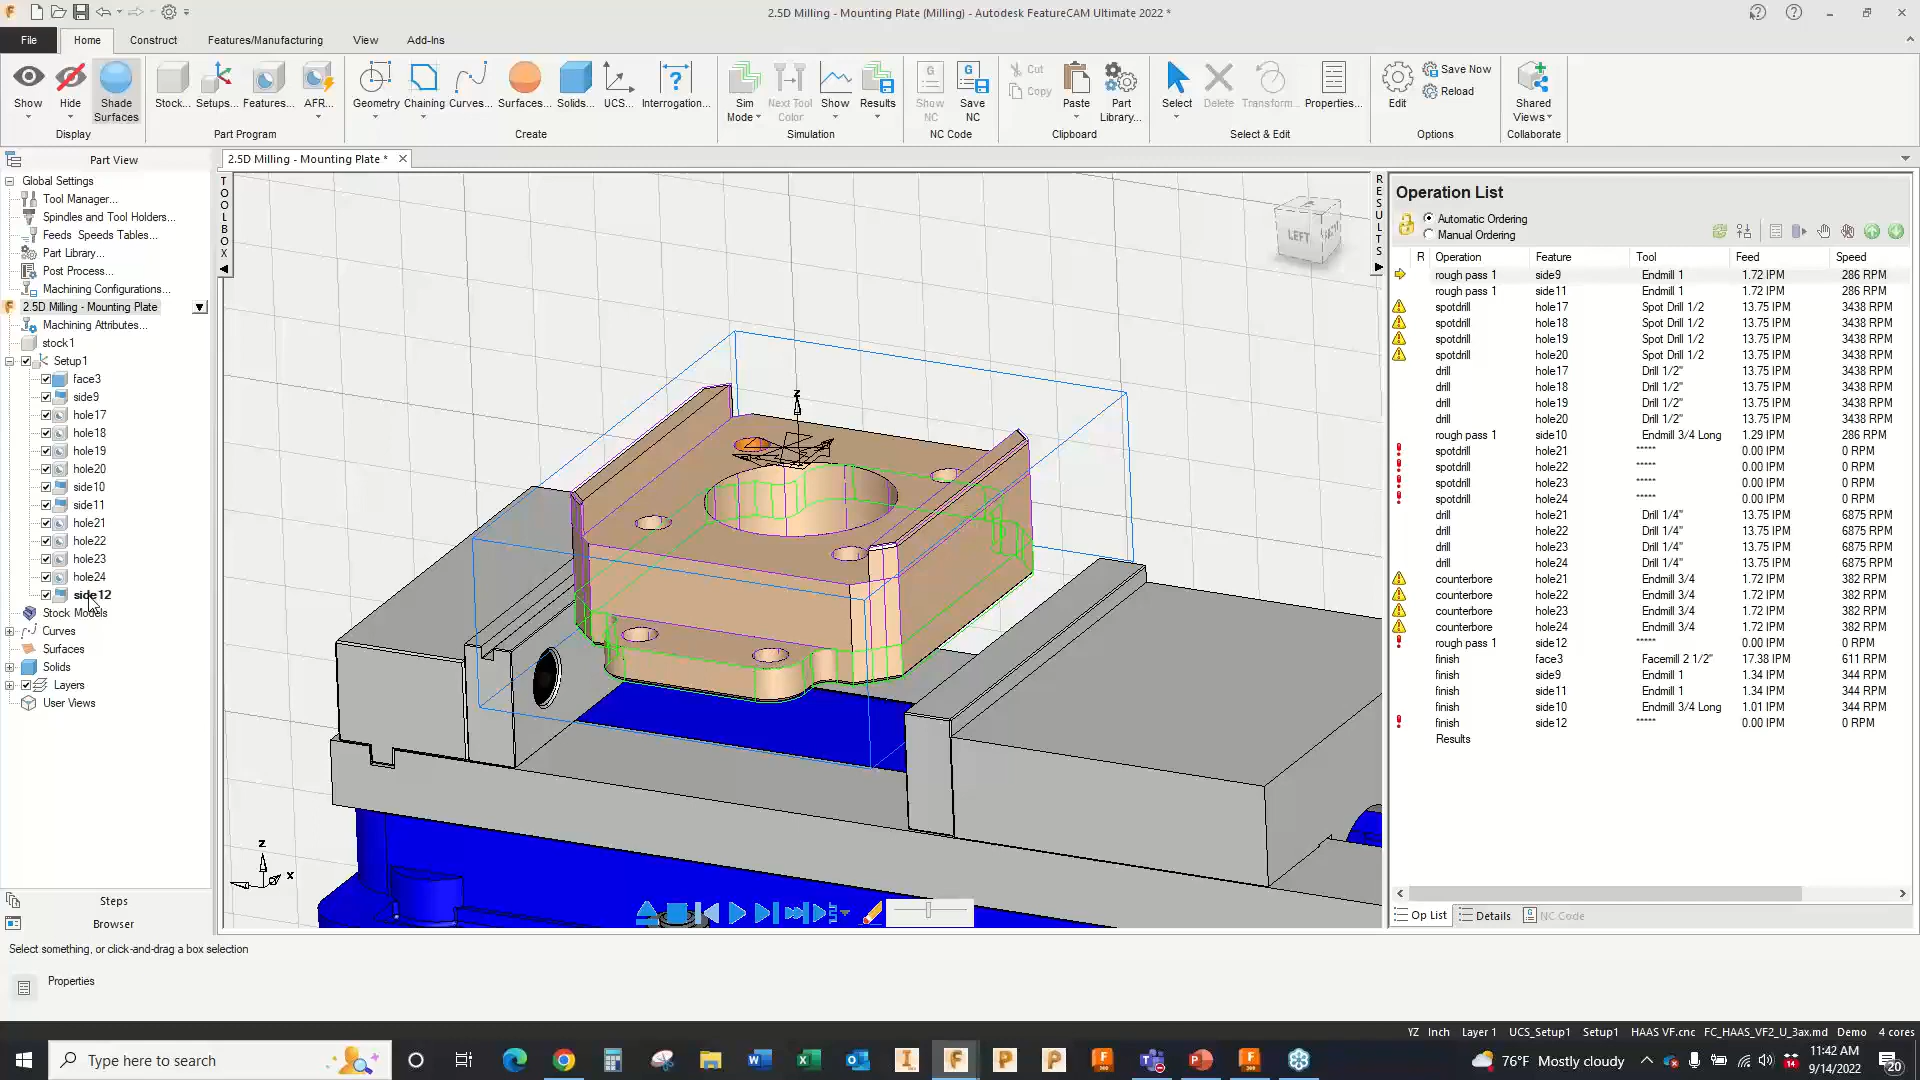 2.5D Milling - Mounting Plate (Milling) - Autodesk FeatureCAM Ultimate 2022 *
File Home Construct Features/Manufacturing View Add-Ins
Show Hide Shade Surfaces Stock... Setups... Features... AFR... Geometry Chaining Curves... Surfaces... Solids... UCS... Interrogation... Sim Mode Next Tool Color Show Results Show NC Save NC Cut Copy Paste Part Library... Select Delete Transform... Properties... Edit Save Now Reload Shared Views
Display Part Program Create Simulation NC Code Clipboard Select & Edit Options Collaborate
Part View
2.5D Milling - Mounting Plate *
Global Settings
Tool Manager...
Spindles and Tool Holders...
Feeds Speeds Tables...
Part Library...
Post Process...
Milling Configurations...
2.5D Milling - Mounting Plate
Machining Attributes...
stock1
Setup1
face3
side9
hole17
hole18
hole19
hole20
side10
side11
hole21
hole22
hole23
hole24
side12
Stock Models
Curves
Surfaces
Solids
Layers
User Views
Steps
Browser
TOOLBOX
LEFT
z
z
x
RESULTS
Operation List
Automatic Ordering
Manual Ordering
R Operation Feature Tool Feed Speed
rough pass 1 side9 Endmill 1 1.72 IPM 286 RPM
rough pass 1 side11 Endmill 1 1.72 IPM 286 RPM
spotdrill hole17 Spot Drill 1/2 13.75 IPM 3438 RPM
spotdrill hole18 Spot Drill 1/2 13.75 IPM 3438 RPM
spotdrill hole19 Spot Drill 1/2 13.75 IPM 3438 RPM
spotdrill hole20 Spot Drill 1/2 13.75 IPM 3438 RPM
drill hole17 Drill 1/2" 13.75 IPM 3438 RPM
drill hole18 Drill 1/2" 13.75 IPM 3438 RPM
drill hole19 Drill 1/2" 13.75 IPM 3438 RPM
drill hole20 Drill 1/2" 13.75 IPM 3438 RPM
rough pass 1 side10 Endmill 3/4 Long 1.29 IPM 286 RPM
spotdrill hole21 ***** 0.00 IPM 0 RPM
spotdrill hole22 ***** 0.00 IPM 0 RPM
spotdrill hole23 ***** 0.00 IPM 0 RPM
spotdrill hole24 ***** 0.00 IPM 0 RPM
drill hole21 Drill 1/4" 13.75 IPM 6875 RPM
drill hole22 Drill 1/4" 13.75 IPM 6875 RPM
drill hole23 Drill 1/4" 13.75 IPM 6875 RPM
drill hole24 Drill 1/4" 13.75 IPM 6875 RPM
counterbore hole21 Endmill 3/4 1.72 IPM 382 RPM
counterbore hole22 Endmill 3/4 1.72 IPM 382 RPM
counterbore hole23 Endmill 3/4 1.72 IPM 382 RPM
counterbore hole24 Endmill 3/4 1.72 IPM 382 RPM
rough pass 1 side12 ***** 0.00 IPM 0 RPM
finish face3 Facemill 2 1/2" 17.38 IPM 611 RPM
finish side9 Endmill 1 1.34 IPM 344 RPM
finish side11 Endmill 1 1.34 IPM 344 RPM
finish side10 Endmill 3/4 Long 1.01 IPM 344 RPM
finish side12 ***** 0.00 IPM 0 RPM
Results
Op List Details NC Code
Select something, or click-and-drag a box selection
Properties
YZ Inch Layer 1 UCS_Setup1 Setup1 HAAS VF.cnc FC_HAAS_VF2_U_3ax.md Demo 4 cores
Type here to search
76°F Mostly cloudy
11:42 AM
9/14/2022
20